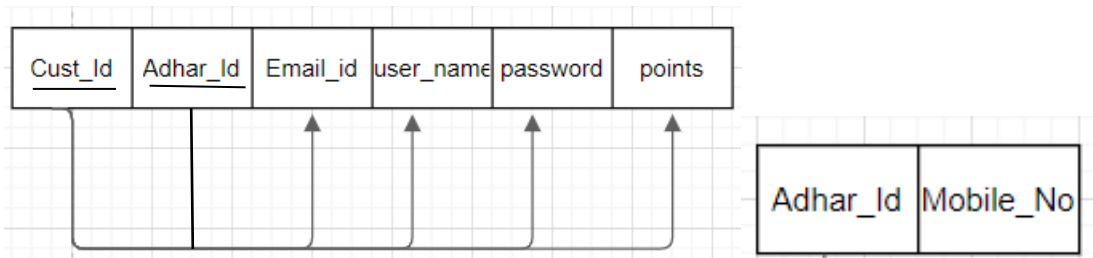 Cust_Id Adhar_Id Email_id user_name password points
Adhar_Id Mobile_No